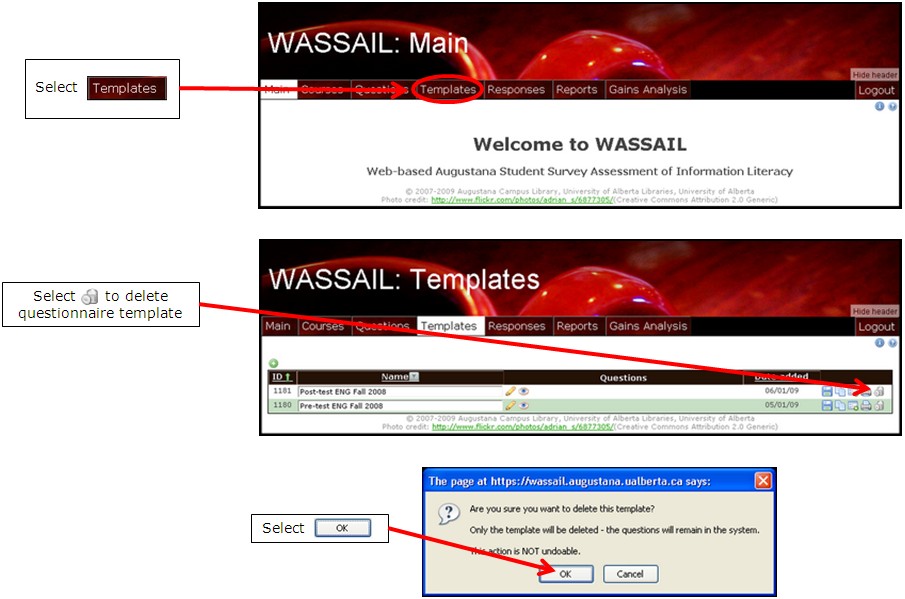 WASSAIL: Main
Hide header
Select Templates
Main Courses Questions Templates Responses Reports Gains Analysis Logout
Welcome to WASSAIL
Web-based Augustana Student Survey Assessment of Information Literacy
© 2007-2009 Augustana Campus Library, University of Alberta Libraries, University of Alberta
Photo credit: http://www.flickr.com/photos/adrian_s/6877305/(Creative Commons Attribution 2.0 Generic)
WASSAIL: Templates
Select to delete
questionnaire template
Hide header
Main Courses Questions Templates Responses Reports Gains Analysis Logout
ID Name Questions Date added
1181 Post-test ENG Fall 2008 06/01/09
1180 Pre-test ENG Fall 2008 05/01/09
© 2007-2009 Augustana Campus Library, University of Alberta Libraries, University of Alberta
Photo credit: http://www.flickr.com/photos/adrian_s/6877305/(Creative Commons Attribution 2.0 Generic)
The page at https://wassail.augustana.ualberta.ca says:
Are you sure you want to delete this template?
Only the template will be deleted - the questions will remain in the system.
This action is NOT undoable.
Select OK
OK Cancel